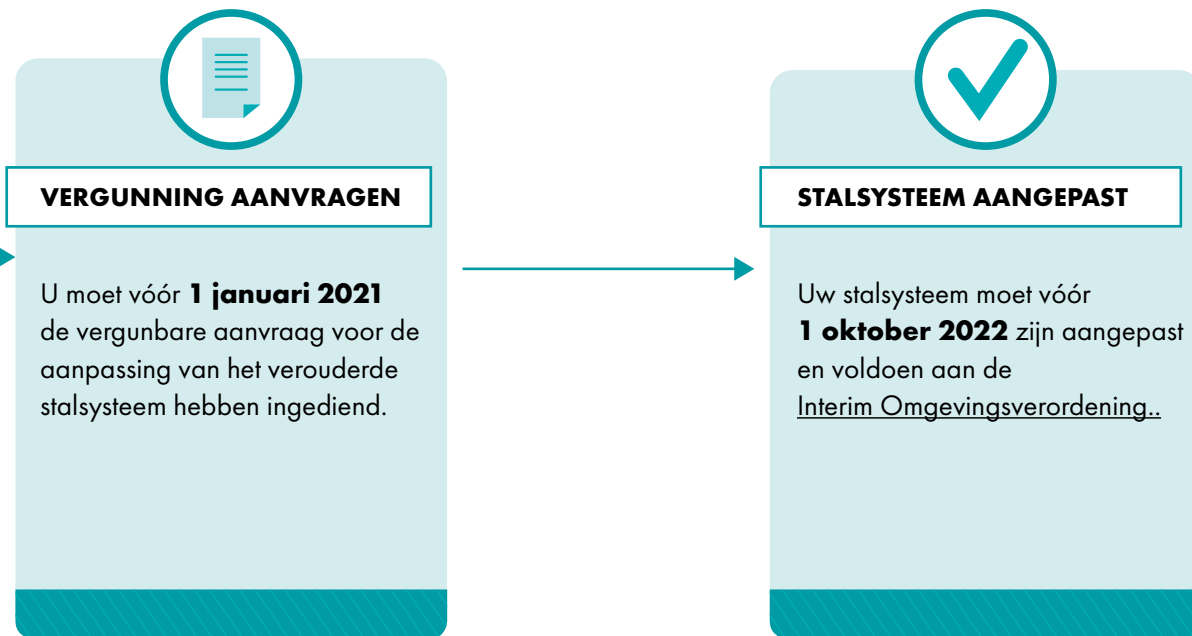 VERGUNNING AANVRAGEN
U moet vóór 1 januari 2021
de vergunbare aanvraag voor de
aanpassing van het verouderde
stalsysteem hebben ingediend.
STALSYSTEEM AANGEPAST
Uw stalsysteem moet vóór
1 oktober 2022 zijn aangepast
en voldoen aan de
Interim Omgevingsverordening..